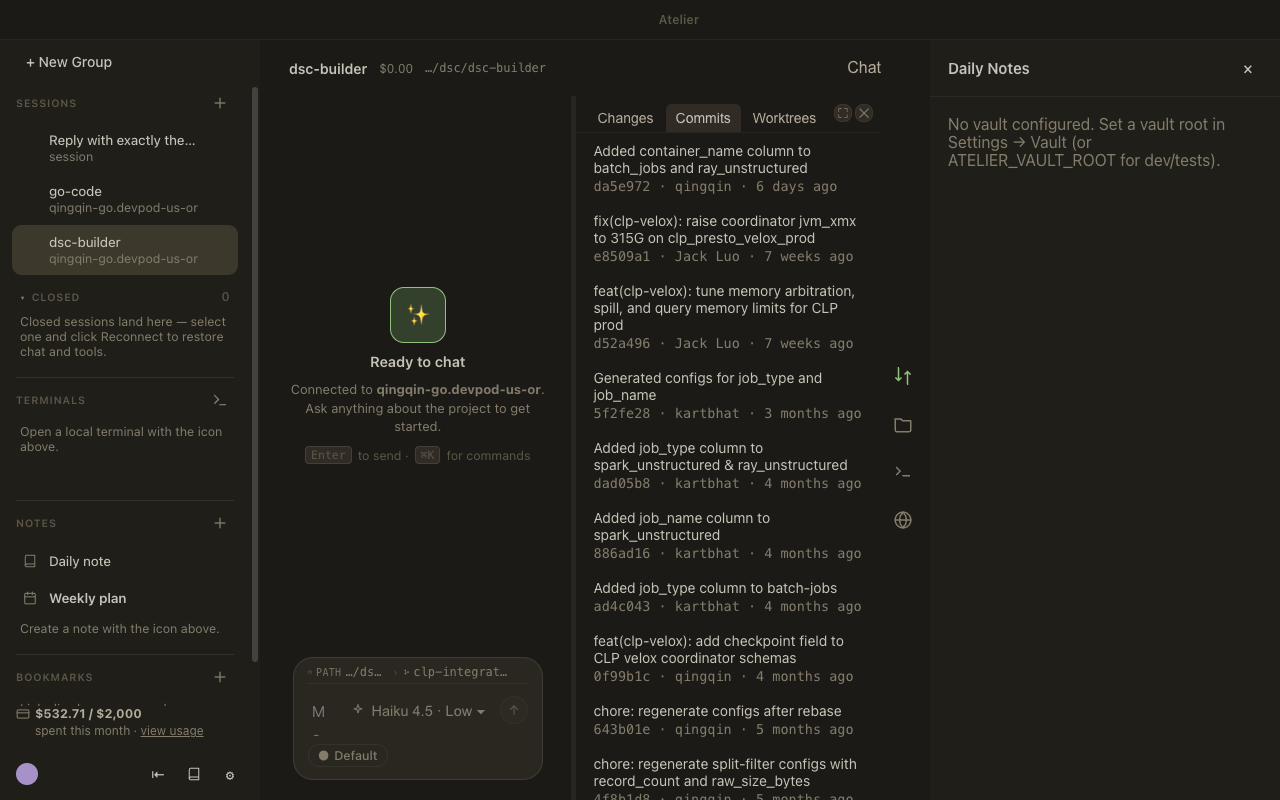 Atelier
+ New Group
SESSIONS
Reply with exactly the...
session
go-code
qingqin-go.devpod-us-or
dsc-builder
qingqin-go.devpod-us-or
CLOSED 0
Closed sessions land here — select
one and click Reconnect to restore
chat and tools.
TERMINALS
Open a local terminal with the icon
above.
NOTES
Daily note
Weekly plan
Create a note with the icon above.
BOOKMARKS
$532.71 / $2,000
spent this month · view usage
dsc-builder $0.00 …/dsc/dsc-builder
Chat
Ready to chat
Connected to qingqin-go.devpod-us-or.
Ask anything about the project to get
started.
Enter to send · ⌘K for commands
PATH …/ds… › clp-integrat…
M
Haiku 4.5 · Low
Default
Changes Commits Worktrees
Added container_name column to
batch_jobs and ray_unstructured
da5e972 · qingqin · 6 days ago
fix(clp-velox): raise coordinator jvm_xmx
to 315G on clp_presto_velox_prod
e8509a1 · Jack Luo · 7 weeks ago
feat(clp-velox): tune memory arbitration,
spill, and query memory limits for CLP
prod
d52a496 · Jack Luo · 7 weeks ago
Generated configs for job_type and
job_name
5f2fe28 · kartbhat · 3 months ago
Added job_type column to
spark_unstructured & ray_unstructured
dad05b8 · kartbhat · 4 months ago
Added job_name column to
spark_unstructured
886ad16 · kartbhat · 4 months ago
Added job_type column to batch-jobs
ad4c043 · kartbhat · 4 months ago
feat(clp-velox): add checkpoint field to
CLP velox coordinator schemas
0f99b1c · qingqin · 4 months ago
chore: regenerate configs after rebase
643b01e · qingqin · 5 months ago
chore: regenerate split-filter configs with
record_count and raw_size_bytes
4f8b1d8 · qingqin · 5 months ago
Daily Notes ×
No vault configured. Set a vault root in
Settings → Vault (or
ATELIER_VAULT_ROOT for dev/tests).